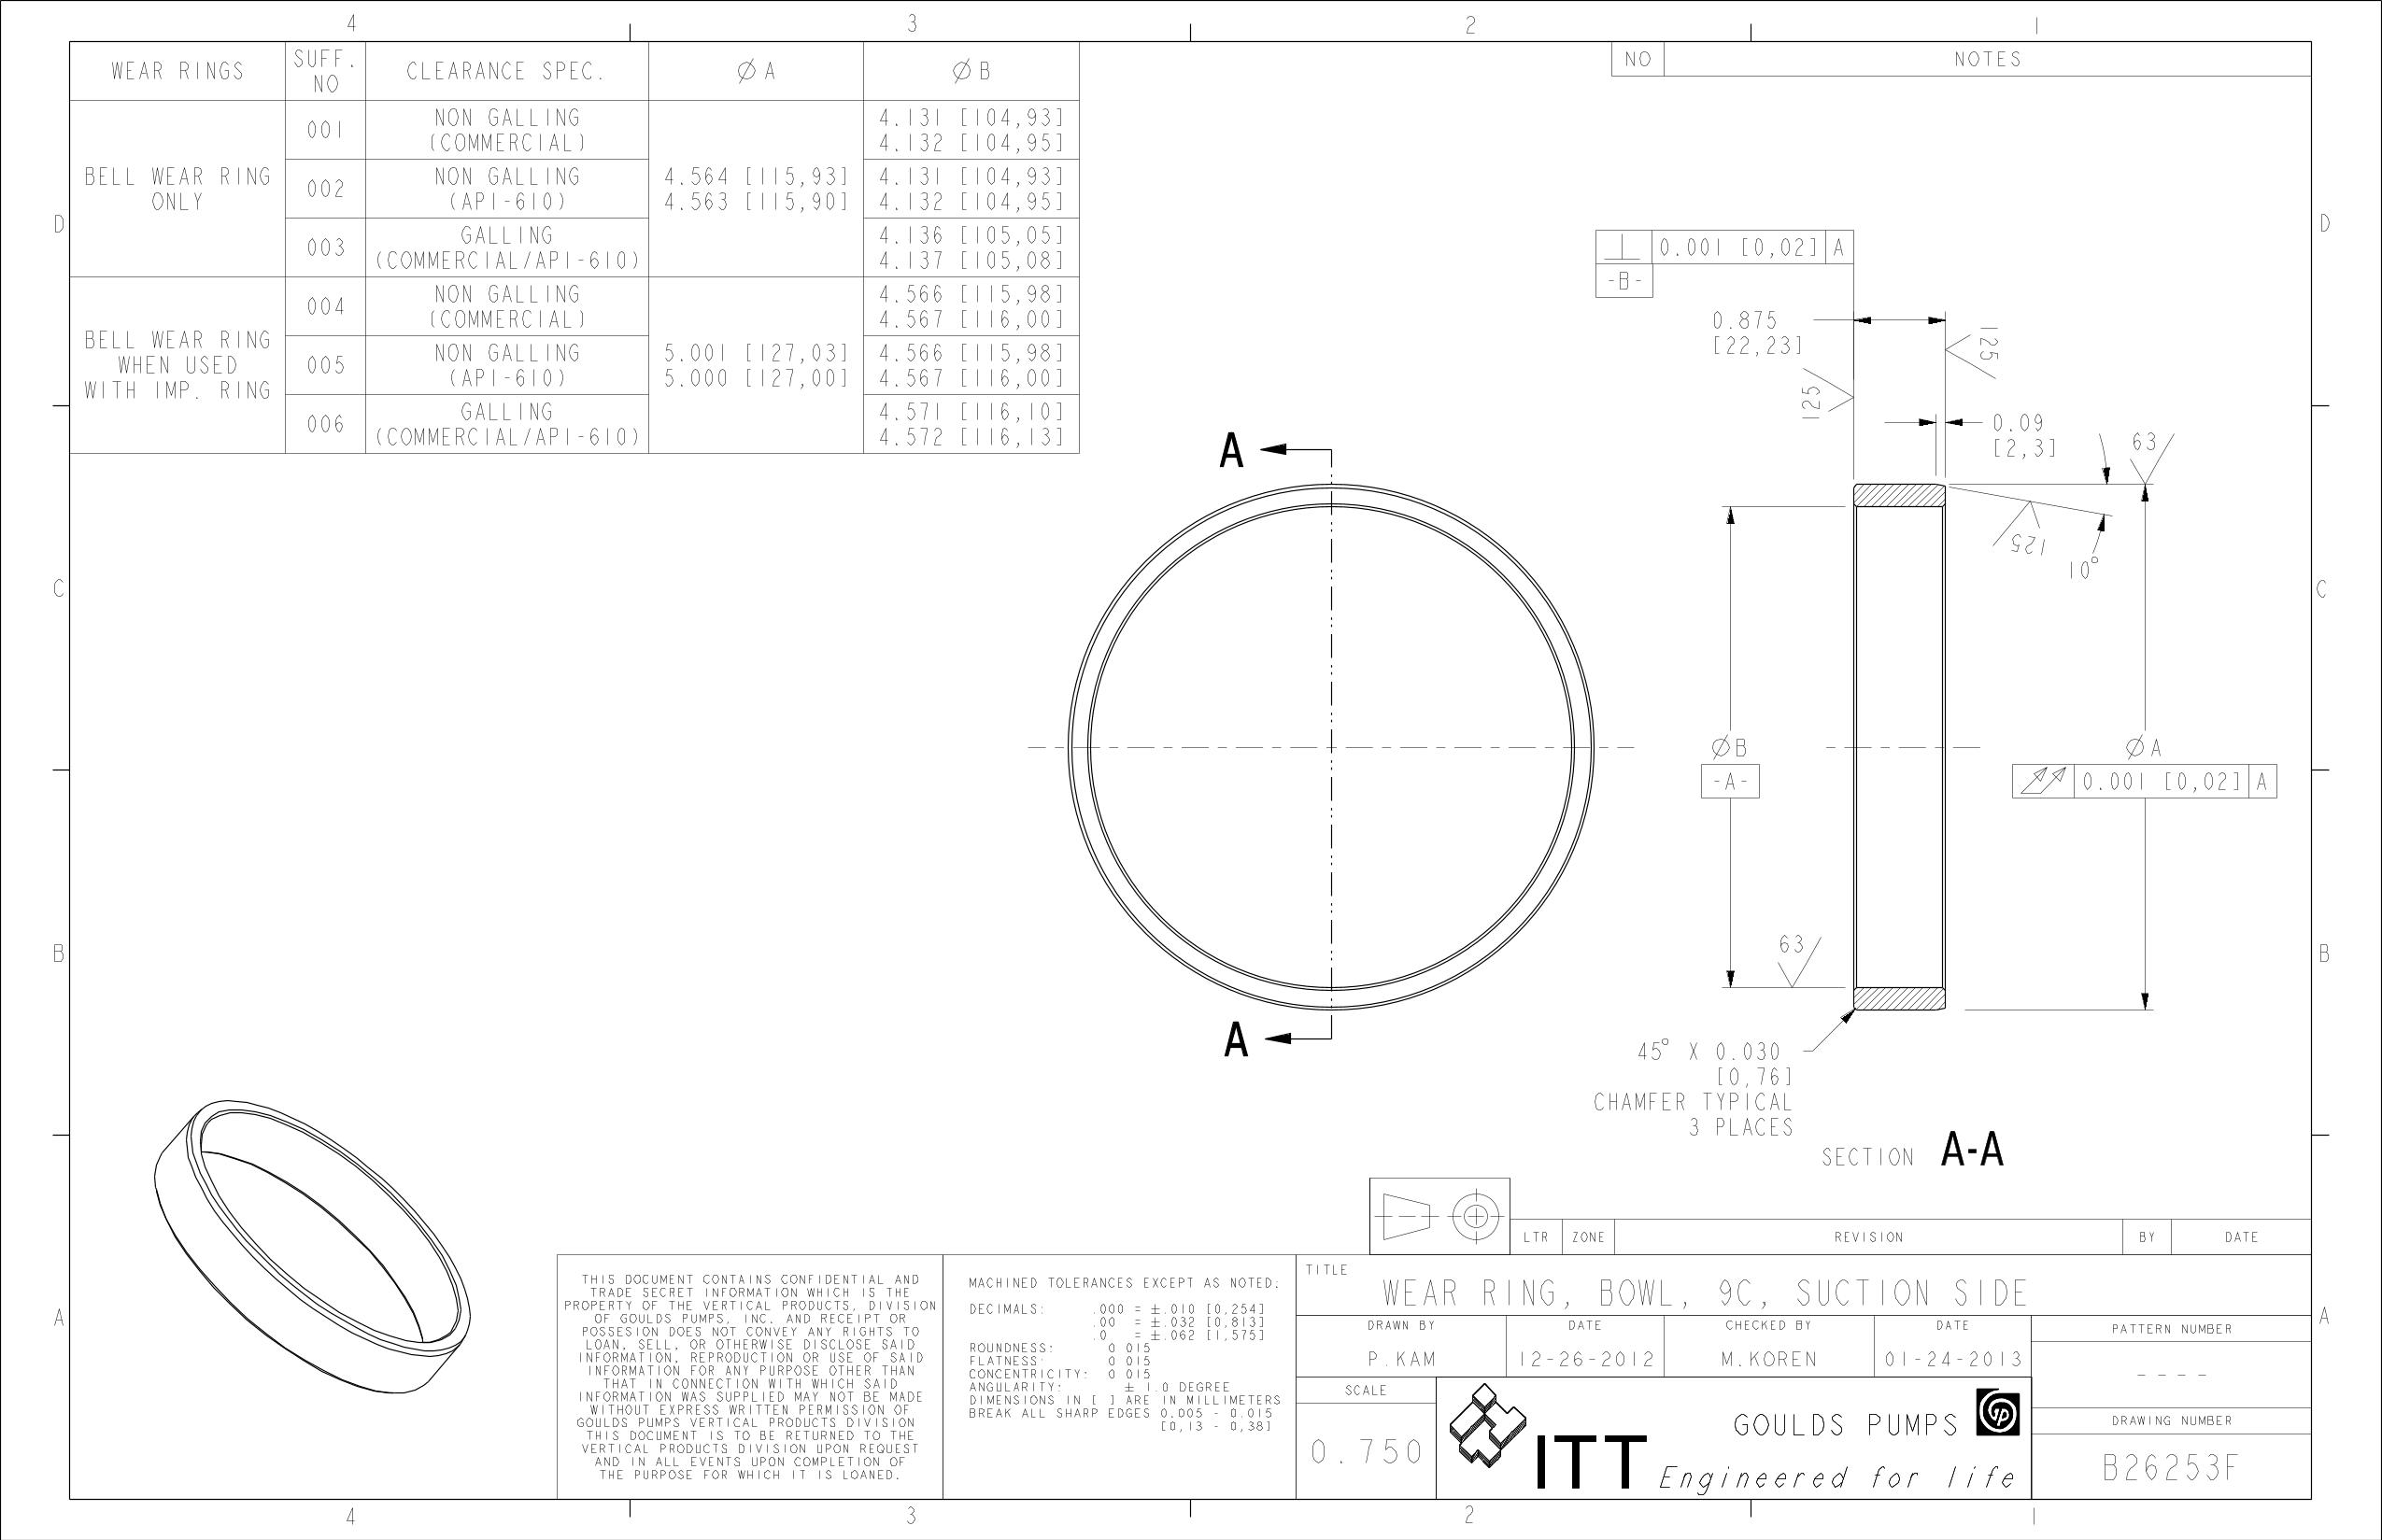 4 3 2 1
WEAR RINGS
SUFF.
NO
CLEARANCE SPEC.
∅ A
∅ B
BELL WEAR RING
ONLY
001
NON GALLING
(COMMERCIAL)
4.564 [115,93]
4.563 [115,90]
4.131 [104,93]
4.132 [104,95]
002
NON GALLING
(API-610)
4.131 [104,93]
4.132 [104,95]
003
GALLING
(COMMERCIAL/API-610)
4.136 [105,05]
4.137 [105,08]
BELL WEAR RING
WHEN USED
WITH IMP. RING
004
NON GALLING
(COMMERCIAL)
5.001 [127,03]
5.000 [127,00]
4.566 [115,98]
4.567 [116,00]
005
NON GALLING
(API-610)
4.566 [115,98]
4.567 [116,00]
006
GALLING
(COMMERCIAL/API-610)
4.571 [116,10]
4.572 [116,13]
NO NOTES
D D
C C
B B
A A
⊥ 0.001 [0,02] A
-B-
0.875
[22,23]
125
125
0.09
[2,3]
63
125
10°
A
A
∅ B
-A-
∅ A
0.001 [0,02] A
63
45° X 0.030
[0,76]
CHAMFER TYPICAL
3 PLACES
SECTION A-A
LTR ZONE REVISION BY DATE
THIS DOCUMENT CONTAINS CONFIDENTIAL AND
TRADE SECRET INFORMATION WHICH IS THE
PROPERTY OF THE VERTICAL PRODUCTS, DIVISION
OF GOULDS PUMPS, INC. AND RECEIPT OR
POSSESION DOES NOT CONVEY ANY RIGHTS TO
LOAN, SELL, OR OTHERWISE DISCLOSE SAID
INFORMATION, REPRODUCTION OR USE OF SAID
INFORMATION FOR ANY PURPOSE OTHER THAN
THAT IN CONNECTION WITH WHICH SAID
INFORMATION WAS SUPPLIED MAY NOT BE MADE
WITHOUT EXPRESS WRITTEN PERMISSION OF
GOULDS PUMPS VERTICAL PRODUCTS DIVISION
THIS DOCUMENT IS TO BE RETURNED TO THE
VERTICAL PRODUCTS DIVISION UPON REQUEST
AND IN ALL EVENTS UPON COMPLETION OF
THE PURPOSE FOR WHICH IT IS LOANED.
MACHINED TOLERANCES EXCEPT AS NOTED:
DECIMALS: .000 = ±.010 [0,254]
.00 = ±.032 [0,813]
.0 = ±.062 [1,575]
ROUNDNESS: 0.015
FLATNESS: 0.015
CONCENTRICITY: 0.015
ANGULARITY: ± 1.0 DEGREE
DIMENSIONS IN [ ] ARE IN MILLIMETERS
BREAK ALL SHARP EDGES 0.005 - 0.015
[0,13 - 0,38]
TITLE
WEAR RING, BOWL, 9C, SUCTION SIDE
DRAWN BY DATE CHECKED BY DATE
P.KAM 12-26-2012 M.KOREN 01-24-2013
PATTERN NUMBER
----
SCALE
0.750
ITT
GOULDS PUMPS
Engineered for life
DRAWING NUMBER
B26253F
4 3 2 1